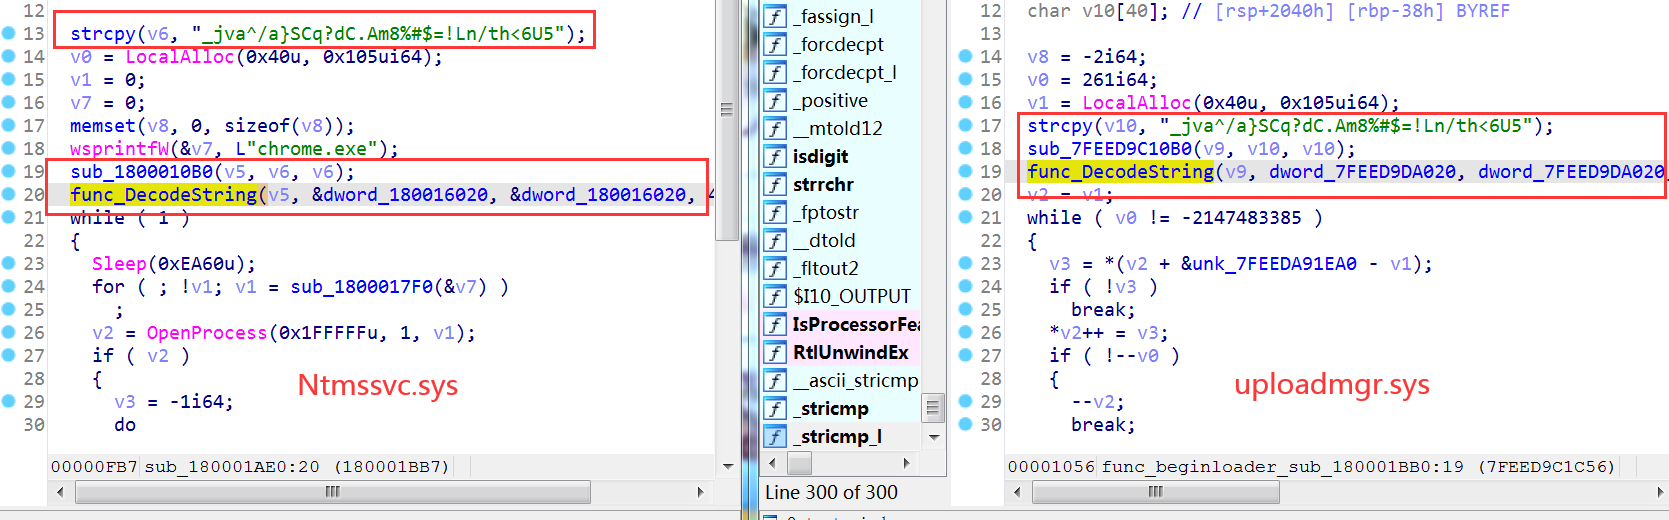 12
13 strcpy(v6, "_jva^/a}SCq?dC.Am8%#$=!Ln/th<6U5");
14 v0 = LocalAlloc(0x40u, 0x105ui64);
15 v1 = 0;
16 v7 = 0;
17 memset(v8, 0, sizeof(v8));
18 wsprintfW(&v7, L"chrome.exe");
19 sub_1800010B0(v5, v6, v6);
20 func_DecodeString(v5, &dword_180016020, &dword_180016020, 4
21 while ( 1 )
22 {
23 Sleep(0xEA60u);
24 for ( ; !v1; v1 = sub_1800017F0(&v7) )
25 ;
26 v2 = OpenProcess(0x1FFFFFu, 1, v1);
27 if ( v2 )
28 {
29 v3 = -1i64;
30 do
Ntmssvc.sys
00000FB7 sub_180001AE0:20 (180001BB7)
f _fassign_l
f _forcdecpt
f _forcdecpt_l
f _positive
f __mtold12
f isdigit
f strrchr
f _fptostr
f __dtold
f _fltout2
f $I10_OUTPUT
f IsProcessorFea
f RtlUnwindEx
f __ascii_stricmp
f _stricmp
f _stricmp_l
Line 300 of 300
12 char v10[40]; // [rsp+2040h] [rbp-38h] BYREF
13
14 v8 = -2i64;
15 v0 = 261i64;
16 v1 = LocalAlloc(0x40u, 0x105ui64);
17 strcpy(v10, "_jva^/a}SCq?dC.Am8%#$=!Ln/th<6U5");
18 sub_7FEED9C10B0(v9, v10, v10);
19 func_DecodeString(v9, dword_7FEED9DA020, dword_7FEED9DA020
20 v2 = v1;
21 while ( v0 != -2147483385 )
22 {
23 v3 = *(v2 + &unk_7FEEDA91EA0 - v1);
24 if ( !v3 )
25 break;
26 *v2++ = v3;
27 if ( !--v0 )
28 {
29 --v2;
30 break;
uploadmgr.sys
00001056 func_beginloader_sub_180001BB0:19 (7FEED9C1C56)